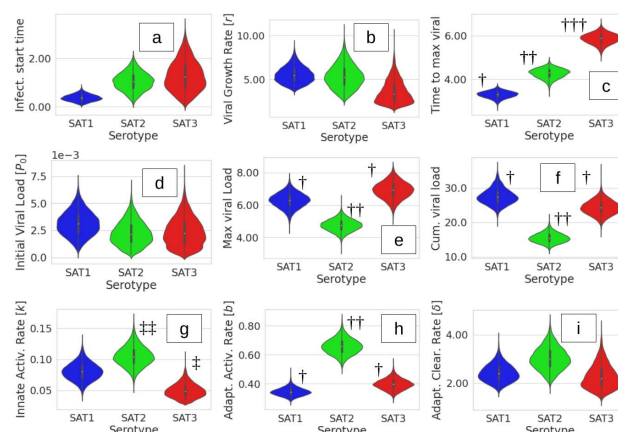 Infect. start time
2.00
0.00
a
SAT1 SAT2 SAT3
Serotype
Viral Growth Rate [r]
10.00
5.00
b
SAT1 SAT2 SAT3
Serotype
Time to max viral
6.00
4.00
†
††
†††
c
SAT1 SAT2 SAT3
Serotype
Initial Viral Load [P₀]
1e−3
7.5
5.0
2.5
0.0
d
SAT1 SAT2 SAT3
Serotype
Max viral Load
8.00
6.00
4.00
†
††
†
e
SAT1 SAT2 SAT3
Serotype
Cum. viral load
30.0
20.0
10.0
†
††
†
f
SAT1 SAT2 SAT3
Serotype
Innate Activ. Rate [k]
0.15
0.10
0.05
‡‡
‡
g
SAT1 SAT2 SAT3
Serotype
Adapt. Activ. Rate [b]
0.80
0.60
0.40
†
††
†
h
SAT1 SAT2 SAT3
Serotype
Adapt. Clear. Rate [δ]
4.00
2.00
i
SAT1 SAT2 SAT3
Serotype